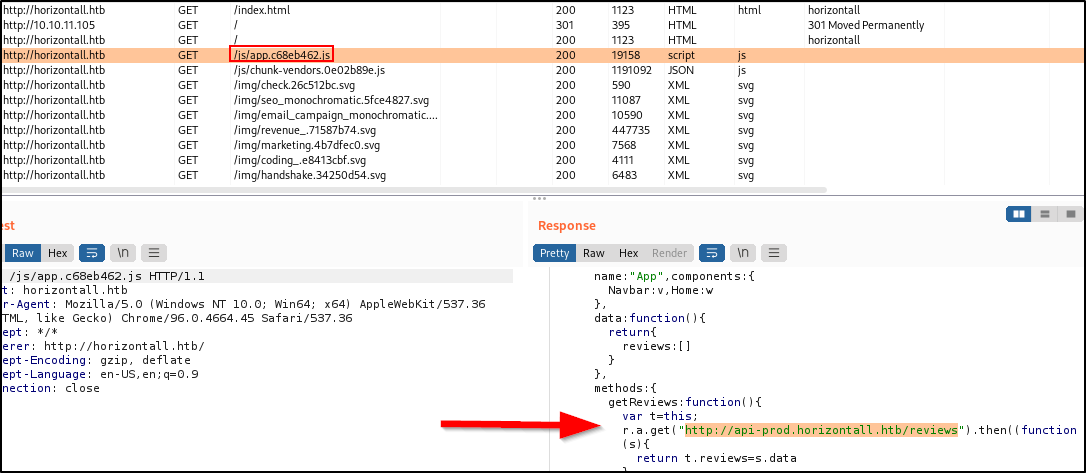 http://horizontall.htb GET /index.html 200 1123 HTML html horizontall
http://10.10.11.105 GET / 301 395 HTML 301 Moved Permanently
http://horizontall.htb GET / 200 1123 HTML horizontall
http://horizontall.htb GET /js/app.c68eb462.js 200 19158 script js
http://horizontall.htb GET /js/chunk-vendors.0e02b89e.js 200 1191092 JSON js
http://horizontall.htb GET /img/check.26c512bc.svg 200 590 XML svg
http://horizontall.htb GET /img/seo_monochromatic.5fce4827.svg 200 11087 XML svg
http://horizontall.htb GET /img/email_campaign_monochromatic.... 200 10590 XML svg
http://horizontall.htb GET /img/revenue_.71587b74.svg 200 447735 XML svg
http://horizontall.htb GET /img/marketing.4b7dfec0.svg 200 7568 XML svg
http://horizontall.htb GET /img/coding_.e8413cbf.svg 200 4111 XML svg
http://horizontall.htb GET /img/handshake.34250d54.svg 200 6483 XML svg
est
Raw Hex \n
/js/app.c68eb462.js HTTP/1.1
t: horizontall.htb
r-Agent: Mozilla/5.0 (Windows NT 10.0; Win64; x64) AppleWebKit/537.36
TML, like Gecko) Chrome/96.0.4664.45 Safari/537.36
ept: */*
erer: http://horizontall.htb/
ept-Encoding: gzip, deflate
ept-Language: en-US,en;q=0.9
nection: close
Response
Pretty Raw Hex Render \n
name:"App",components:{
Navbar:v,Home:w
},
data:function(){
return{
reviews:[]
}
},
methods:{
getReviews:function(){
var t=this;
r.a.get("http://api-prod.horizontall.htb/reviews").then((function
(s){
return t.reviews=s.data